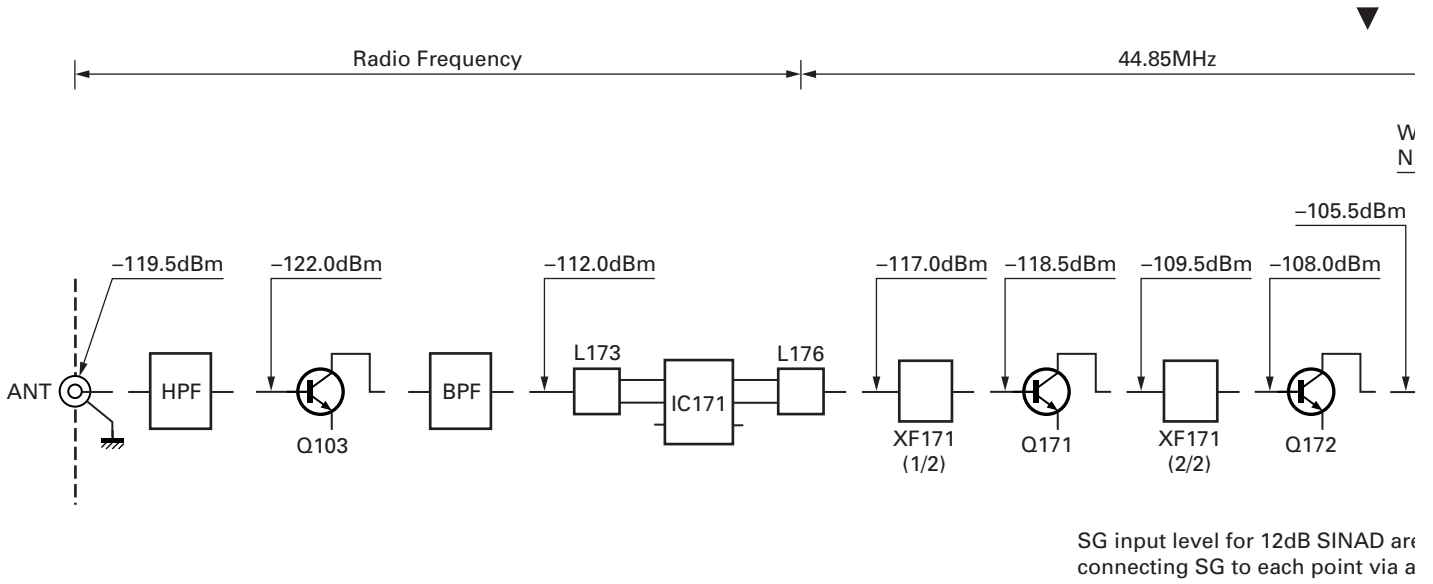 Radio Frequency
44.85MHz
W
N
–105.5dBm
–119.5dBm
–122.0dBm
–112.0dBm
–117.0dBm
–118.5dBm
–109.5dBm
–108.0dBm
L173
L176
ANT
HPF
BPF
IC171
Q103
XF171
(1/2)
Q171
XF171
(2/2)
Q172
SG input level for 12dB SINAD are
connecting SG to each point via a